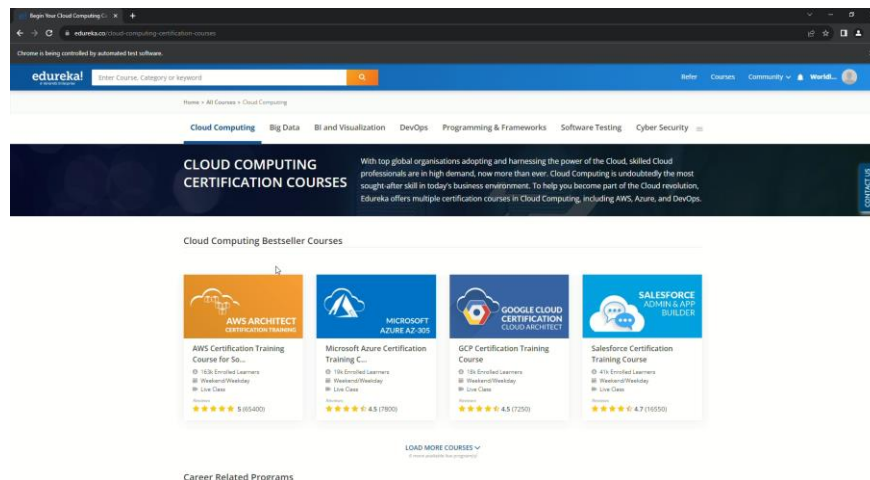 Begin Your Cloud Computing C
edureka.co/cloud-computing-certification-courses
Chrome is being controlled by automated test software.
edureka!
Enter Course, Category or keyword
Refer
Courses
Community
Worldl...
Home
All Courses
Cloud Computing
Cloud Computing
Big Data
BI and Visualization
DevOps
Programming & Frameworks
Software Testing
Cyber Security
CLOUD COMPUTING
CERTIFICATION COURSES
With top global organisations adopting and harnessing the power of the Cloud, skilled Cloud
professionals are in high demand, now more than ever. Cloud Computing is undoubtedly the most
sought-after skill in today's business environment. To help you become part of the Cloud revolution,
Edureka offers multiple certification courses in Cloud Computing, including AWS, Azure, and DevOps.
CONTACT US
Cloud Computing Bestseller Courses
AWS ARCHITECT
CERTIFICATION TRAINING
AWS Certification Training
Course for So...
163k Enrolled Learners
Weekend/Weekday
Live Class
Reviews
5 (65400)
MICROSOFT
AZURE AZ-305
Microsoft Azure Certification
Training C...
19k Enrolled Learners
Weekend/Weekday
Live Class
Reviews
4.5 (7800)
GOOGLE CLOUD
CERTIFICATION
CLOUD ARCHITECT
GCP Certification Training
Course
18k Enrolled Learners
Weekend/Weekday
Live Class
Reviews
4.5 (7250)
SALESFORCE
ADMIN & APP
BUILDER
Salesforce Certification
Training Course
41k Enrolled Learners
Weekend/Weekday
Live Class
Reviews
4.7 (16550)
LOAD MORE COURSES
Career Related Programs